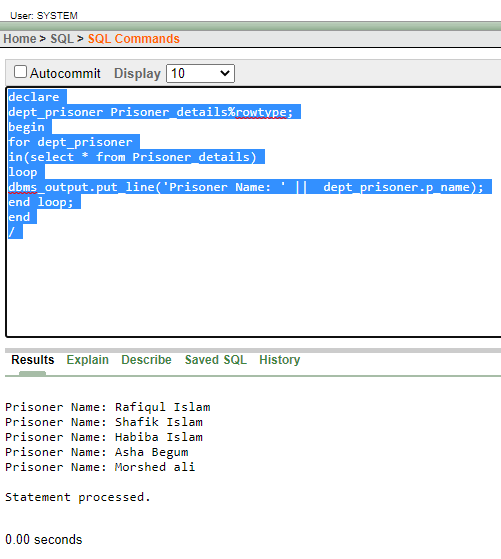 User: SYSTEM
Home > SQL > SQL Commands
Autocommit Display 10
declare
dept_prisoner Prisoner_details%rowtype;
begin
for dept_prisoner
in(select * from Prisoner_details)
loop
dbms_output.put_line('Prisoner Name: ' ||  dept_prisoner.p_name);
end loop;
end
/
Results Explain Describe Saved SQL History
Prisoner Name: Rafiqul Islam
Prisoner Name: Shafik Islam
Prisoner Name: Habiba Islam
Prisoner Name: Asha Begum
Prisoner Name: Morshed ali
Statement processed.
0.00 seconds